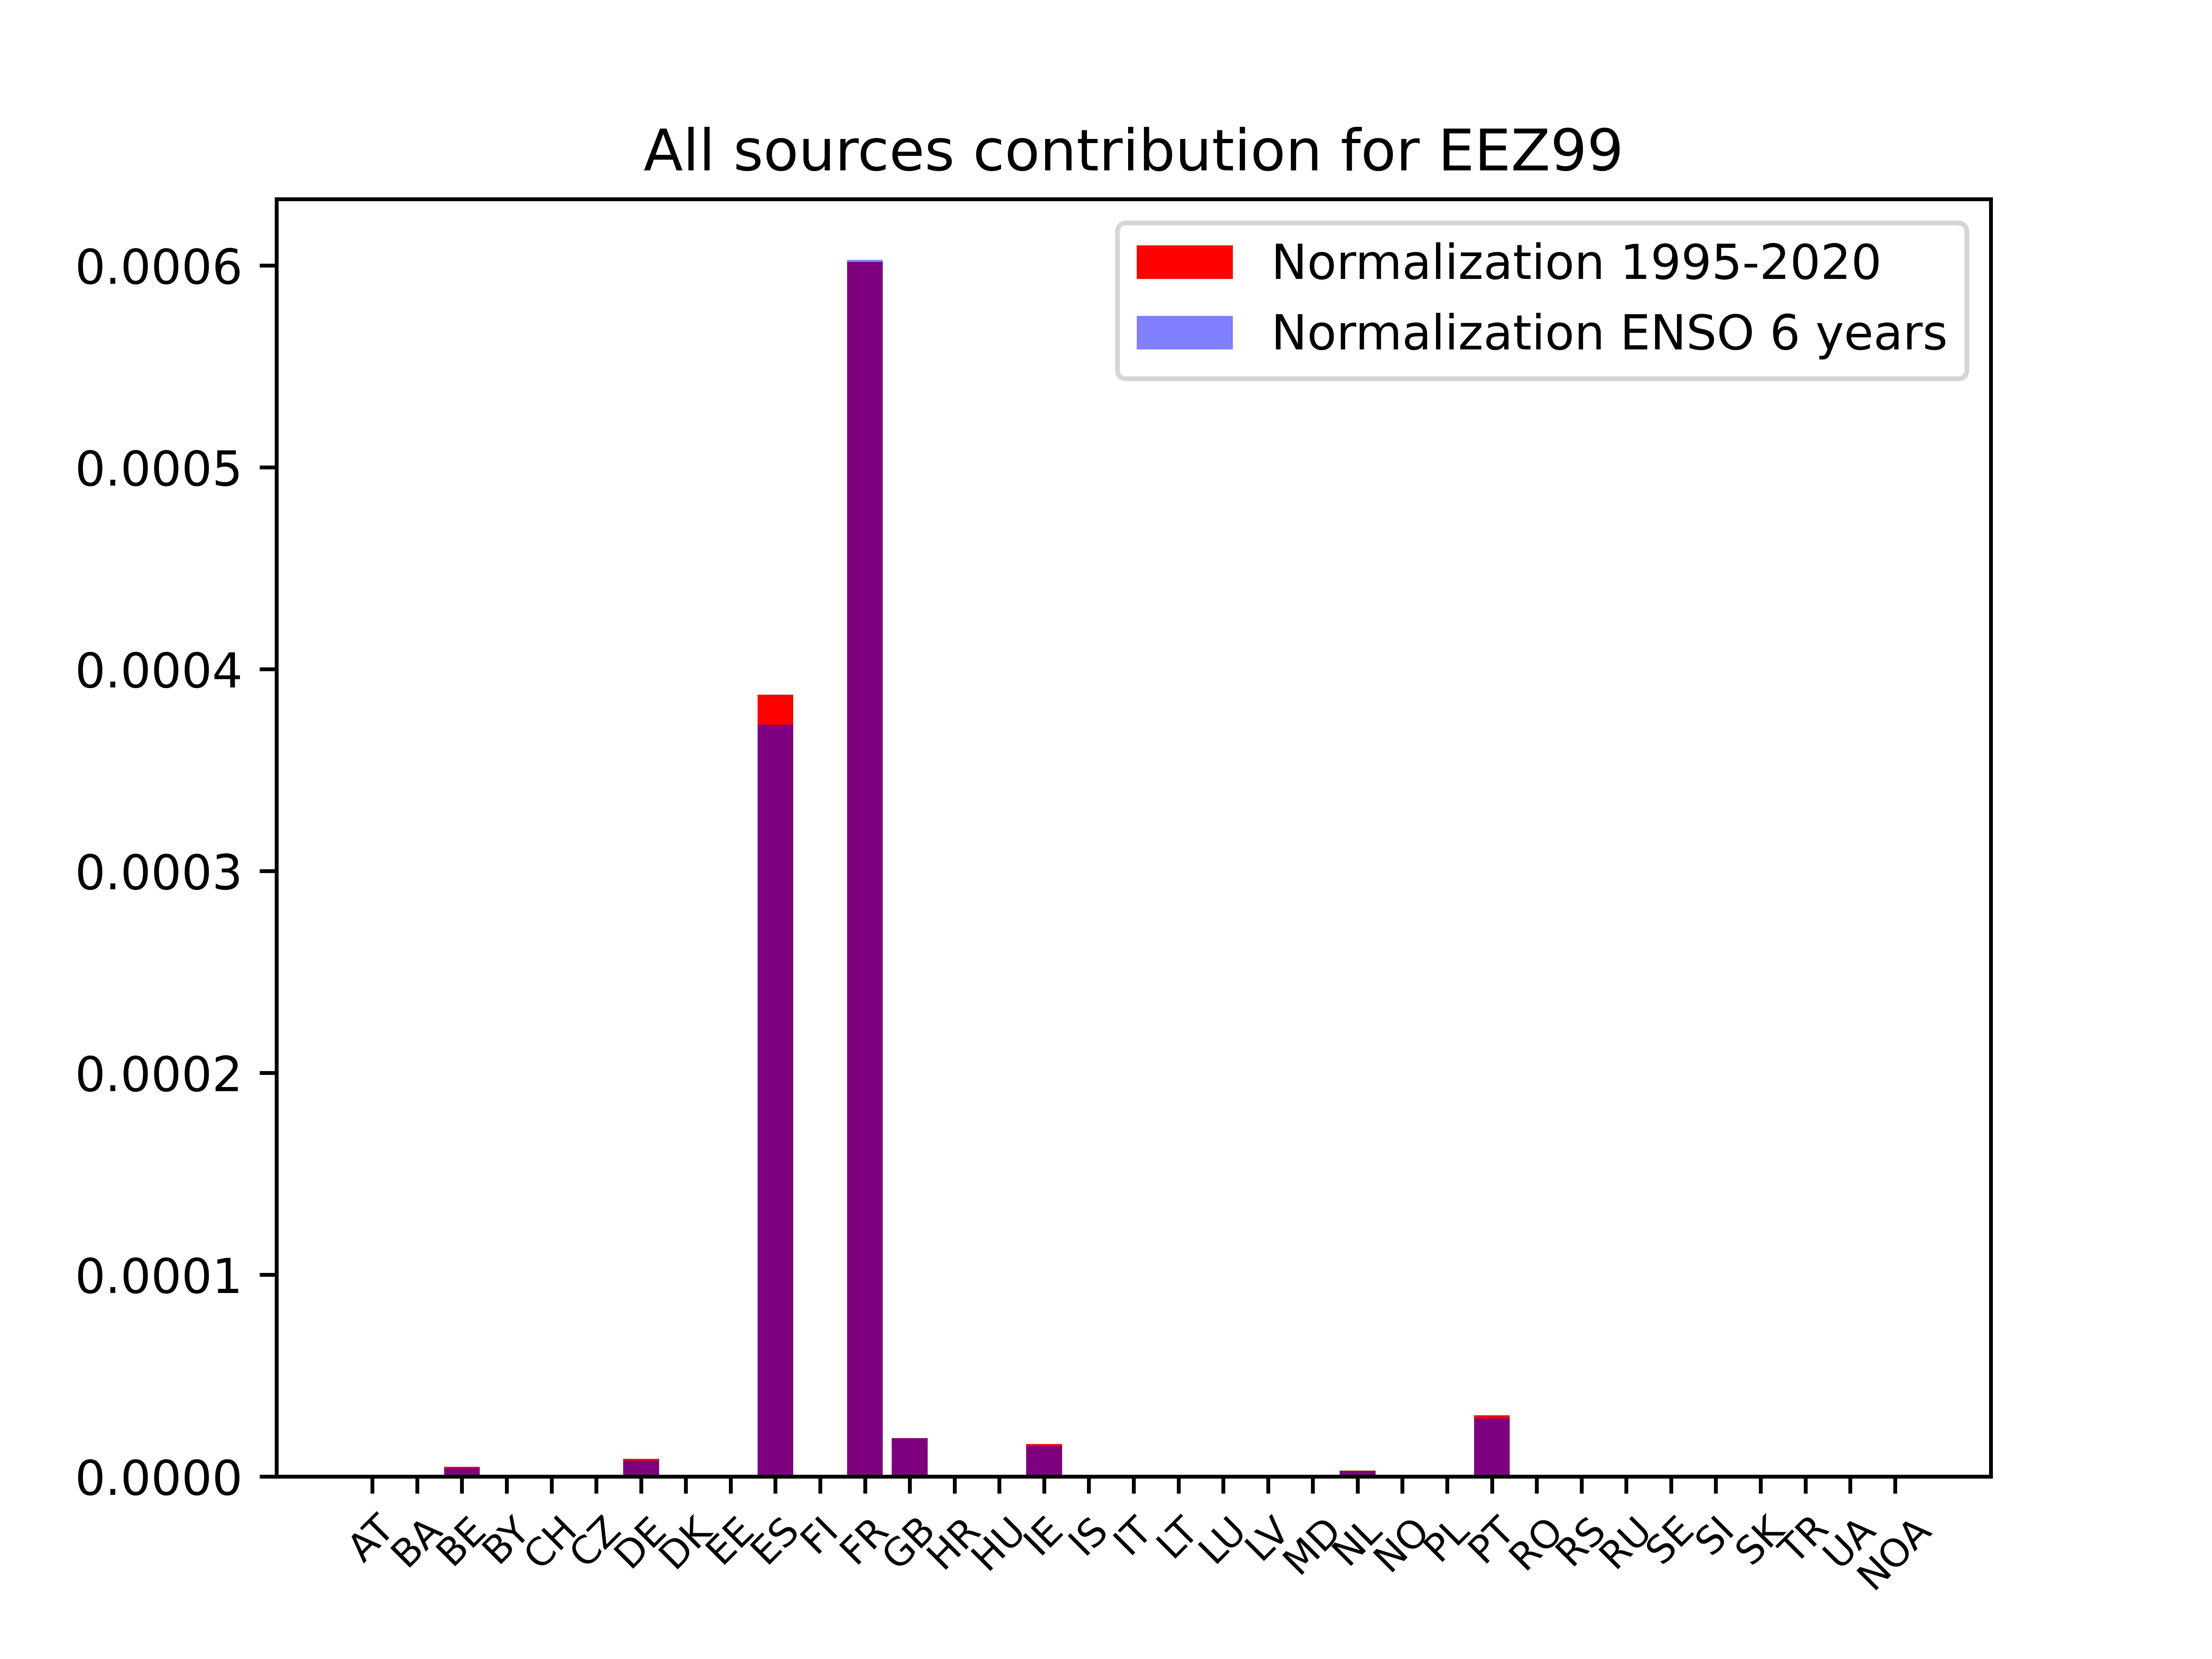 All sources contribution for EEZ99
Normalization 1995-2020
Normalization ENSO 6 years
0.0006
0.0005
0.0004
0.0003
0.0002
0.0001
0.0000
AT BA BE BY CH CZ DE DK EE ES FI FR GB HR HU IE IS IT LT LU LV MD NL NO PL PT RO RS RU SE SI SK TR UA NOA